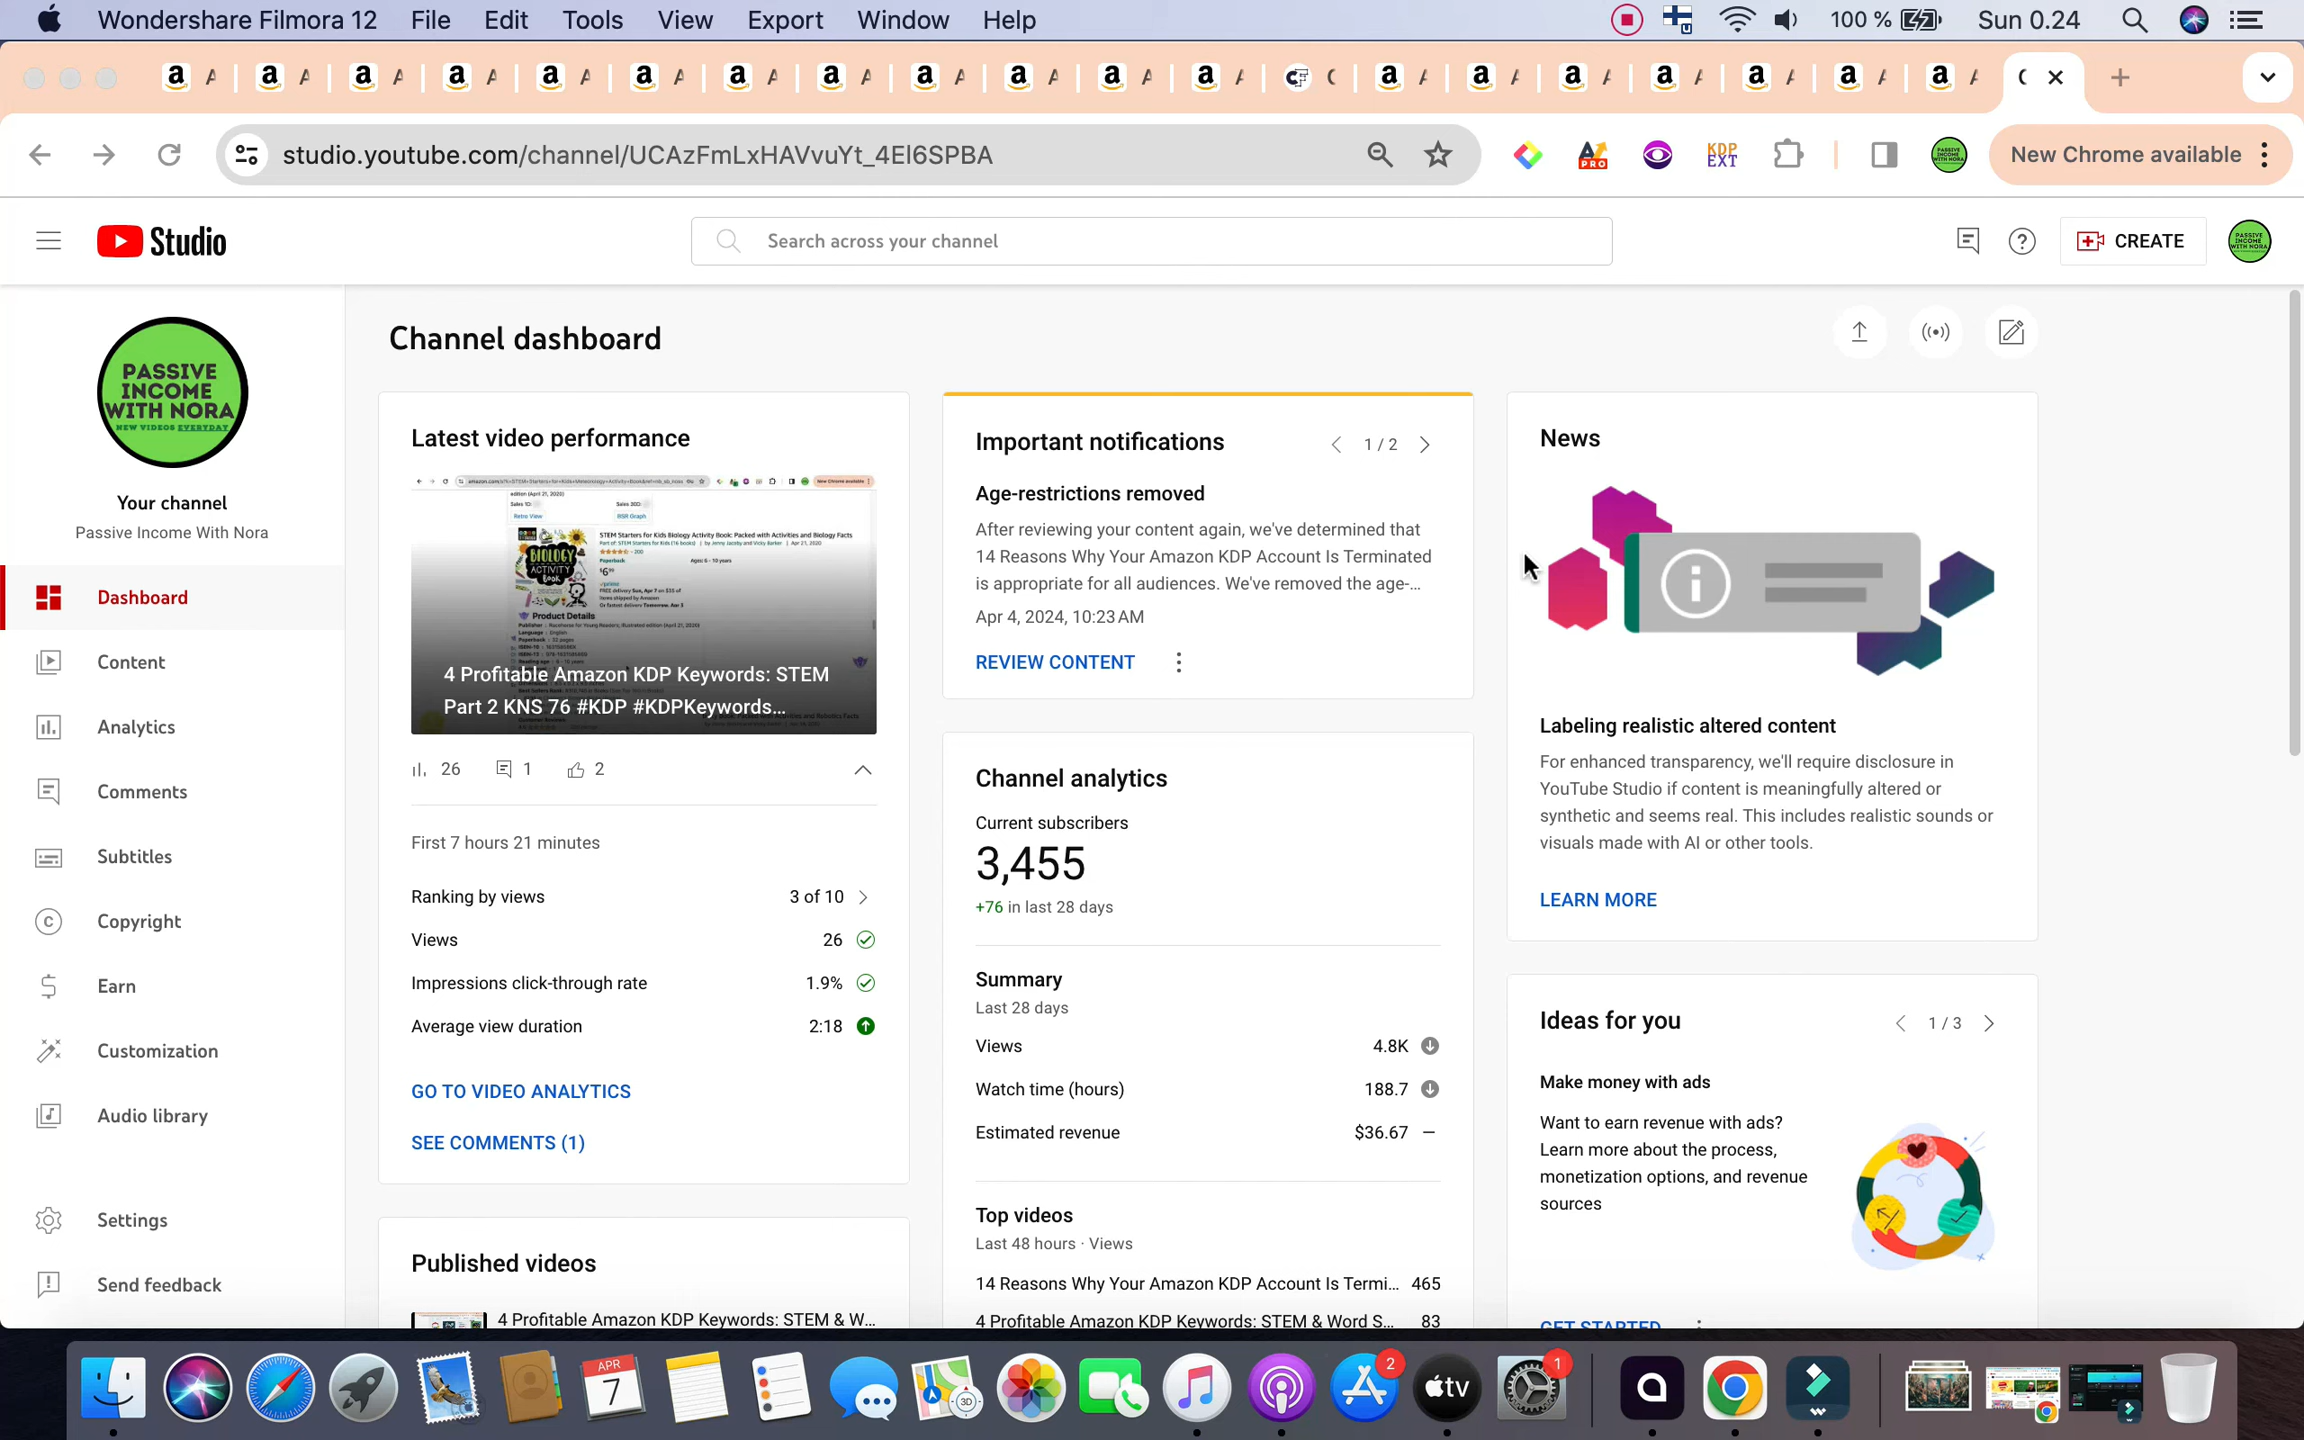 Wondershare Filmora 12 File Edit Tools View Export Window Help 100 % Sun 0.24
studio.youtube.com/channel/UCAzFmLxHAVvuYt_4El6SPBA
KDP
EXT
New Chrome available
Studio
Search across your channel
CREATE
PASSIVE
INCOME
WITH NORA
NEW VIDEOS EVERYDAY
Your channel
Passive Income With Nora
Dashboard
Content
Analytics
Comments
Subtitles
Copyright
Earn
Customization
Audio library
Settings
Send feedback
Channel dashboard
Latest video performance
4 Profitable Amazon KDP Keywords: STEM
Part 2 KNS 76 #KDP #KDPKeywords...
26 1 2
First 7 hours 21 minutes
Ranking by views 3 of 10
Views 26
Impressions click-through rate 1.9%
Average view duration 2:18
GO TO VIDEO ANALYTICS
SEE COMMENTS (1)
Published videos
4 Profitable Amazon KDP Keywords: STEM & W...
Important notifications 1 / 2
Age-restrictions removed
After reviewing your content again, we've determined that
14 Reasons Why Your Amazon KDP Account Is Terminated
is appropriate for all audiences. We've removed the age-...
Apr 4, 2024, 10:23 AM
REVIEW CONTENT
Channel analytics
Current subscribers
3,455
+76 in last 28 days
Summary
Last 28 days
Views 4.8K
Watch time (hours) 188.7
Estimated revenue $36.67
Top videos
Last 48 hours · Views
14 Reasons Why Your Amazon KDP Account Is Termi... 465
4 Profitable Amazon KDP Keywords: STEM & Word S... 83
News
Labeling realistic altered content
For enhanced transparency, we'll require disclosure in
YouTube Studio if content is meaningfully altered or
synthetic and seems real. This includes realistic sounds or
visuals made with AI or other tools.
LEARN MORE
Ideas for you 1 / 3
Make money with ads
Want to earn revenue with ads?
Learn more about the process,
monetization options, and revenue
sources
GET STARTED
APR
7
3D
2
tv
1